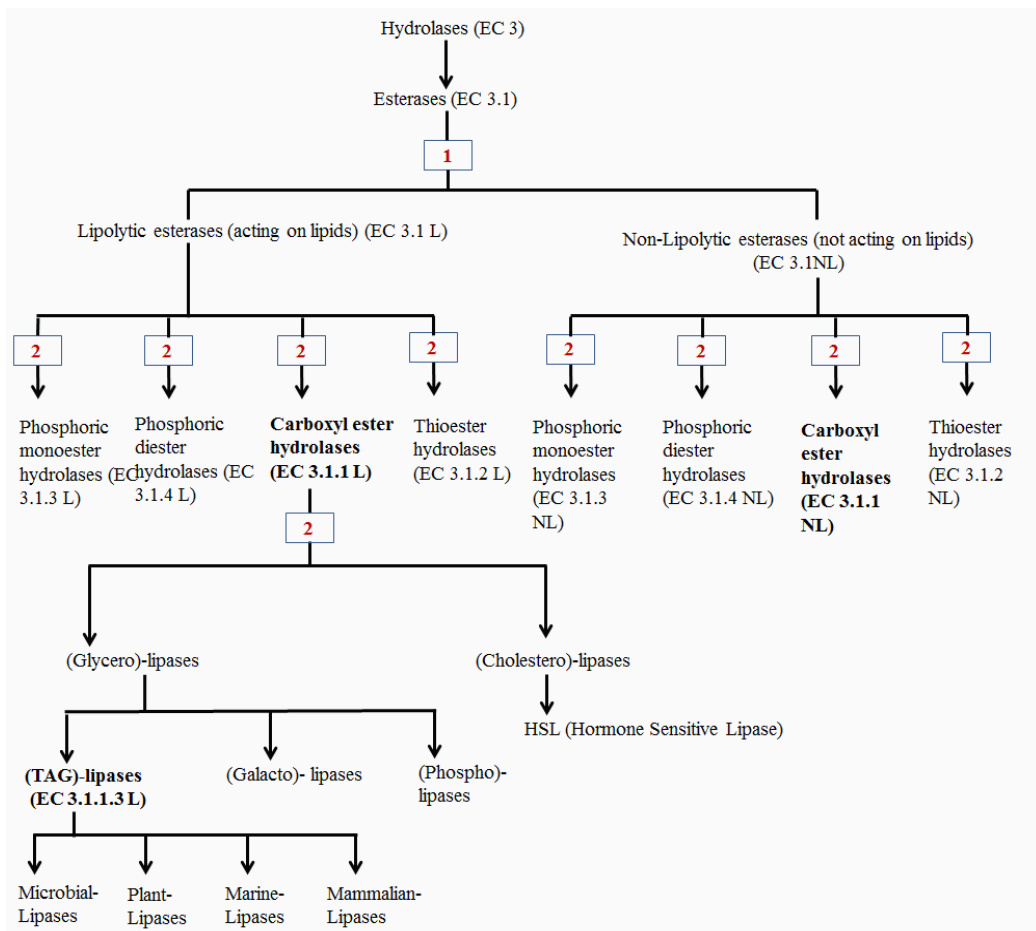 Hydrolases (EC 3)
Esterases (EC 3.1)
1
Lipolytic esterases (acting on lipids) (EC 3.1 L)
Non-Lipolytic esterases (not acting on lipids)
(EC 3.1NL)
2
2
2
2
2
2
2
2
Phosphoric
monoester
hydrolases (EC
3.1.3 L)
Phosphoric
diester
hydrolases (EC
3.1.4 L)
Carboxyl ester
hydrolases
(EC 3.1.1 L)
Thioester
hydrolases
(EC 3.1.2 L)
Phosphoric
monoester
hydrolases
(EC 3.1.3
NL)
Phosphoric
diester
hydrolases
(EC 3.1.4 NL)
Carboxyl
ester
hydrolases
(EC 3.1.1
NL)
Thioester
hydrolases
(EC 3.1.2
NL)
2
(Glycero)-lipases
(Cholestero)-lipases
HSL (Hormone Sensitive Lipase)
(TAG)-lipases
(EC 3.1.1.3 L)
(Galacto)- lipases
(Phospho)-
lipases
Microbial-
Lipases
Plant-
Lipases
Marine-
Lipases
Mammalian-
Lipases